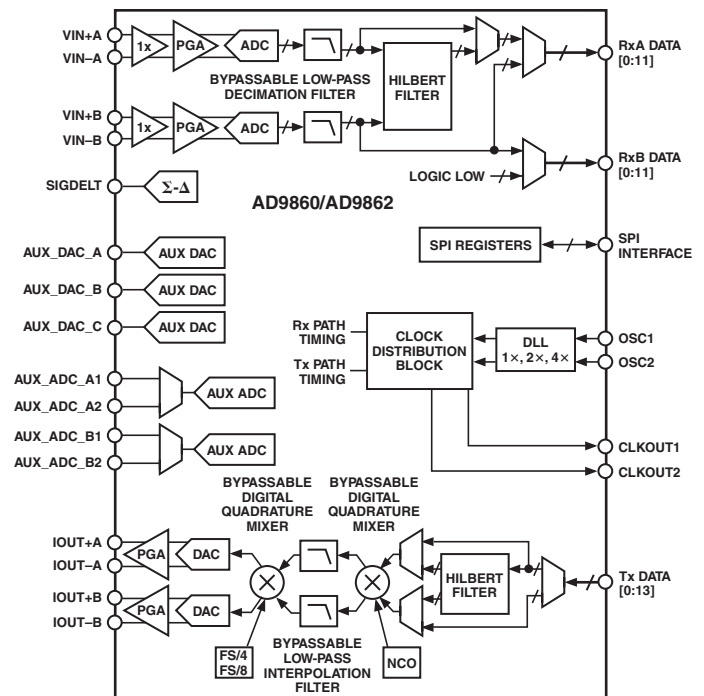 VIN+A
VIN–A
1x
PGA
ADC
BYPASSABLE LOW-PASS
DECIMATION FILTER
HILBERT
FILTER
RxA DATA
[0:11]
VIN+B
VIN–B
1x
PGA
ADC
LOGIC LOW
RxB DATA
[0:11]
SIGDELT
Σ-Δ
AD9860/AD9862
SPI REGISTERS
SPI
INTERFACE
AUX_DAC_A
AUX DAC
AUX_DAC_B
AUX DAC
AUX_DAC_C
AUX DAC
Rx PATH
TIMING
Tx PATH
TIMING
CLOCK
DISTRIBUTION
BLOCK
DLL
1×, 2×, 4×
OSC1
OSC2
AUX_ADC_A1
AUX_ADC_A2
AUX ADC
AUX_ADC_B1
AUX_ADC_B2
AUX ADC
CLKOUT1
CLKOUT2
BYPASSABLE
DIGITAL
QUADRATURE
MIXER
BYPASSABLE
DIGITAL
QUADRATURE
MIXER
IOUT+A
IOUT–A
PGA
DAC
IOUT+B
IOUT–B
PGA
DAC
HILBERT
FILTER
Tx DATA
[0:13]
FS/4
FS/8
BYPASSABLE
LOW-PASS
INTERPOLATION
FILTER
NCO